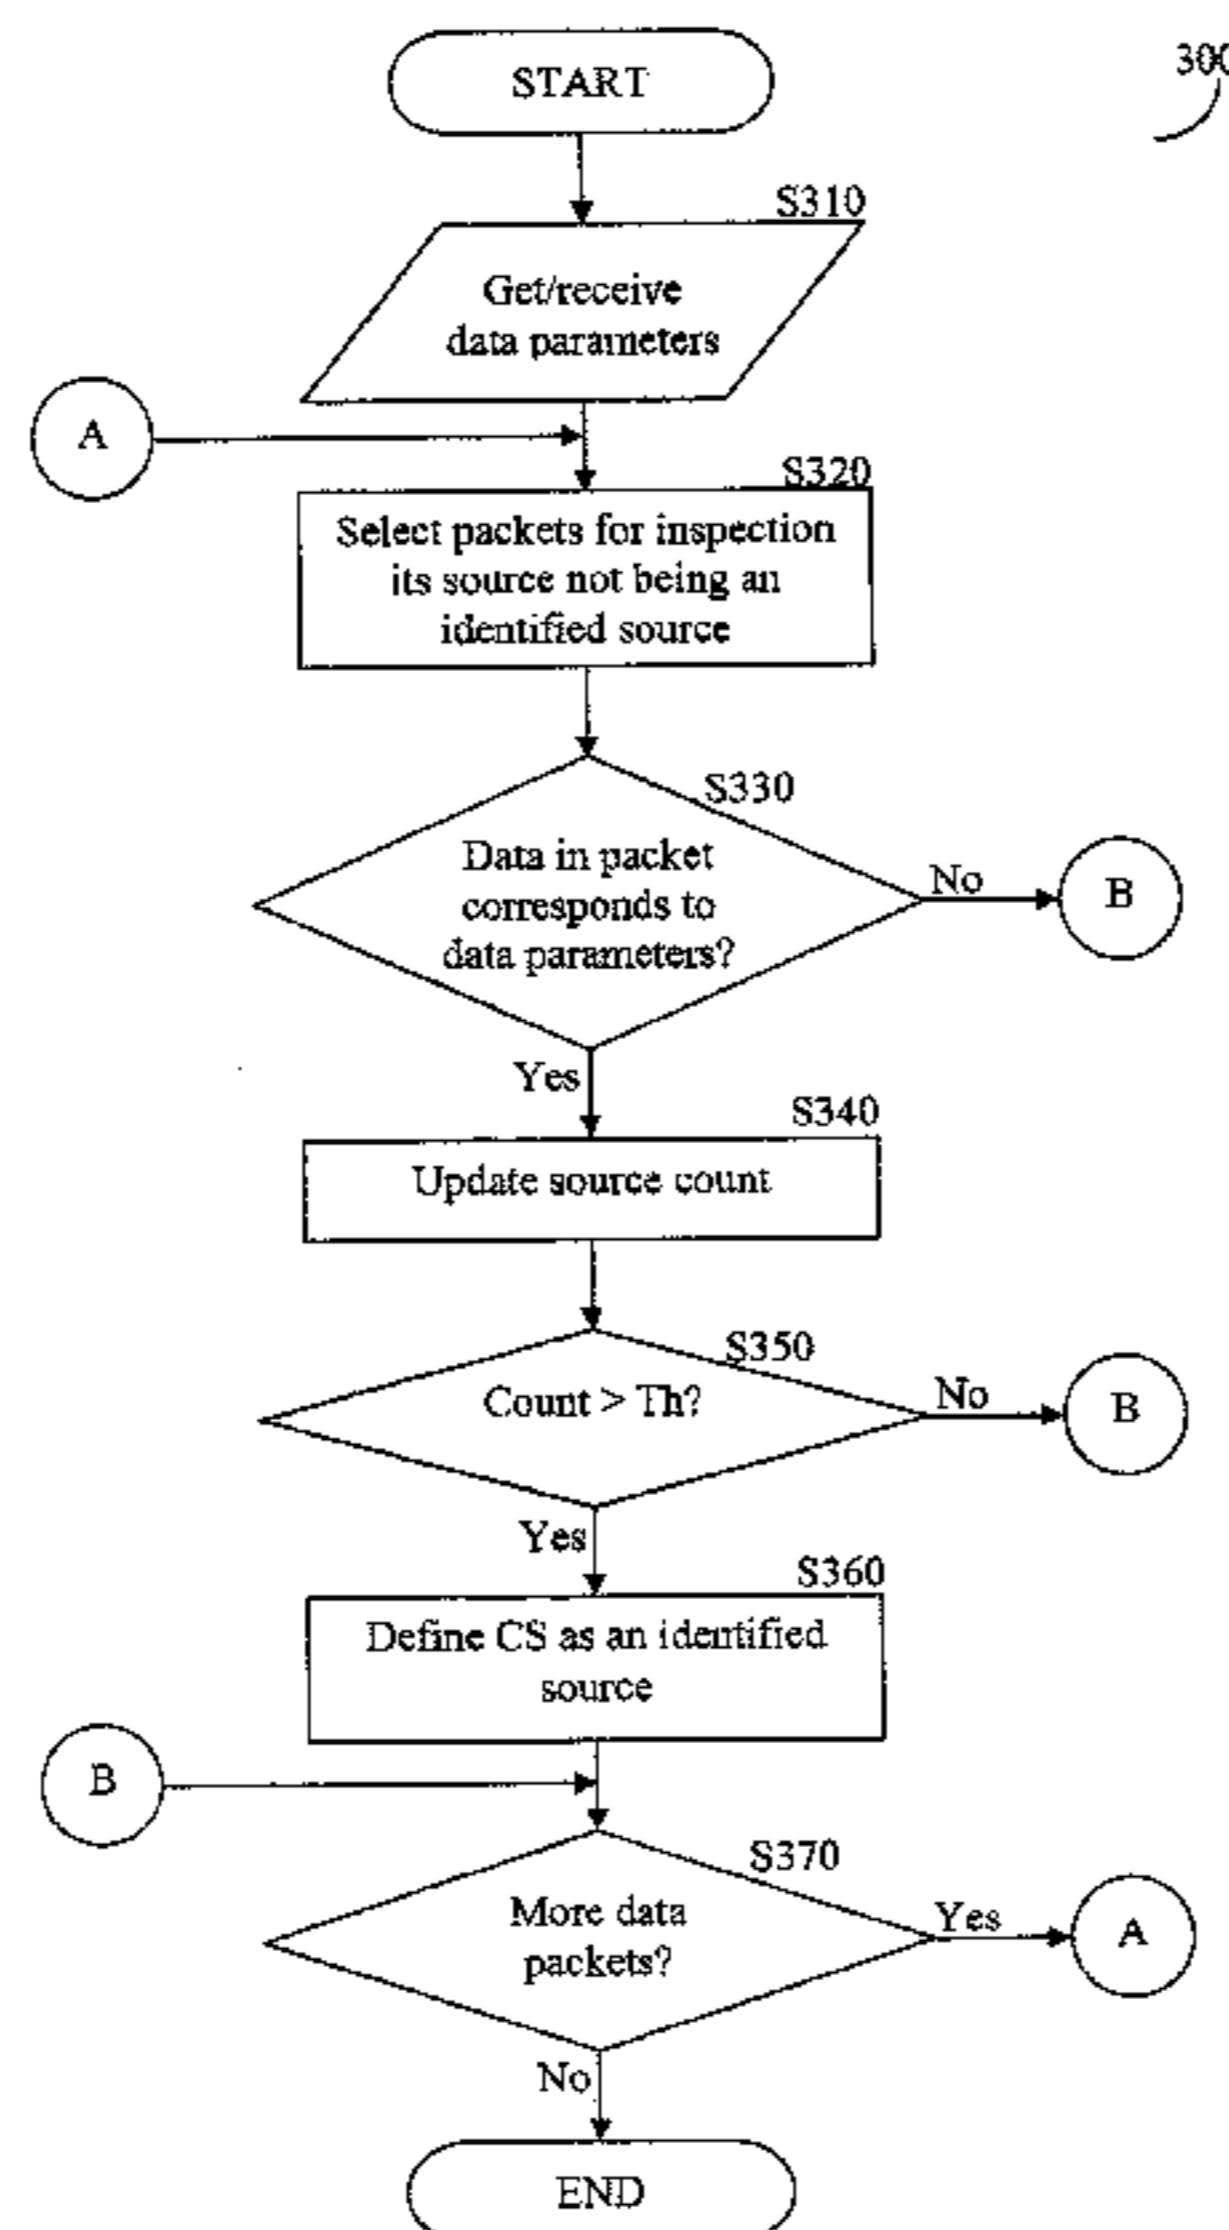 START
300
S310
Get/receive
data parameters
A
S320
Select packets for inspection
its source not being an
identified source
S330
Data in packet
corresponds to
data parameters?
No
B
Yes
S340
Update source count
S350
Count > Th?
No
B
Yes
S360
Define CS as an identified
source
B
S370
More data
packets?
Yes
A
No
END